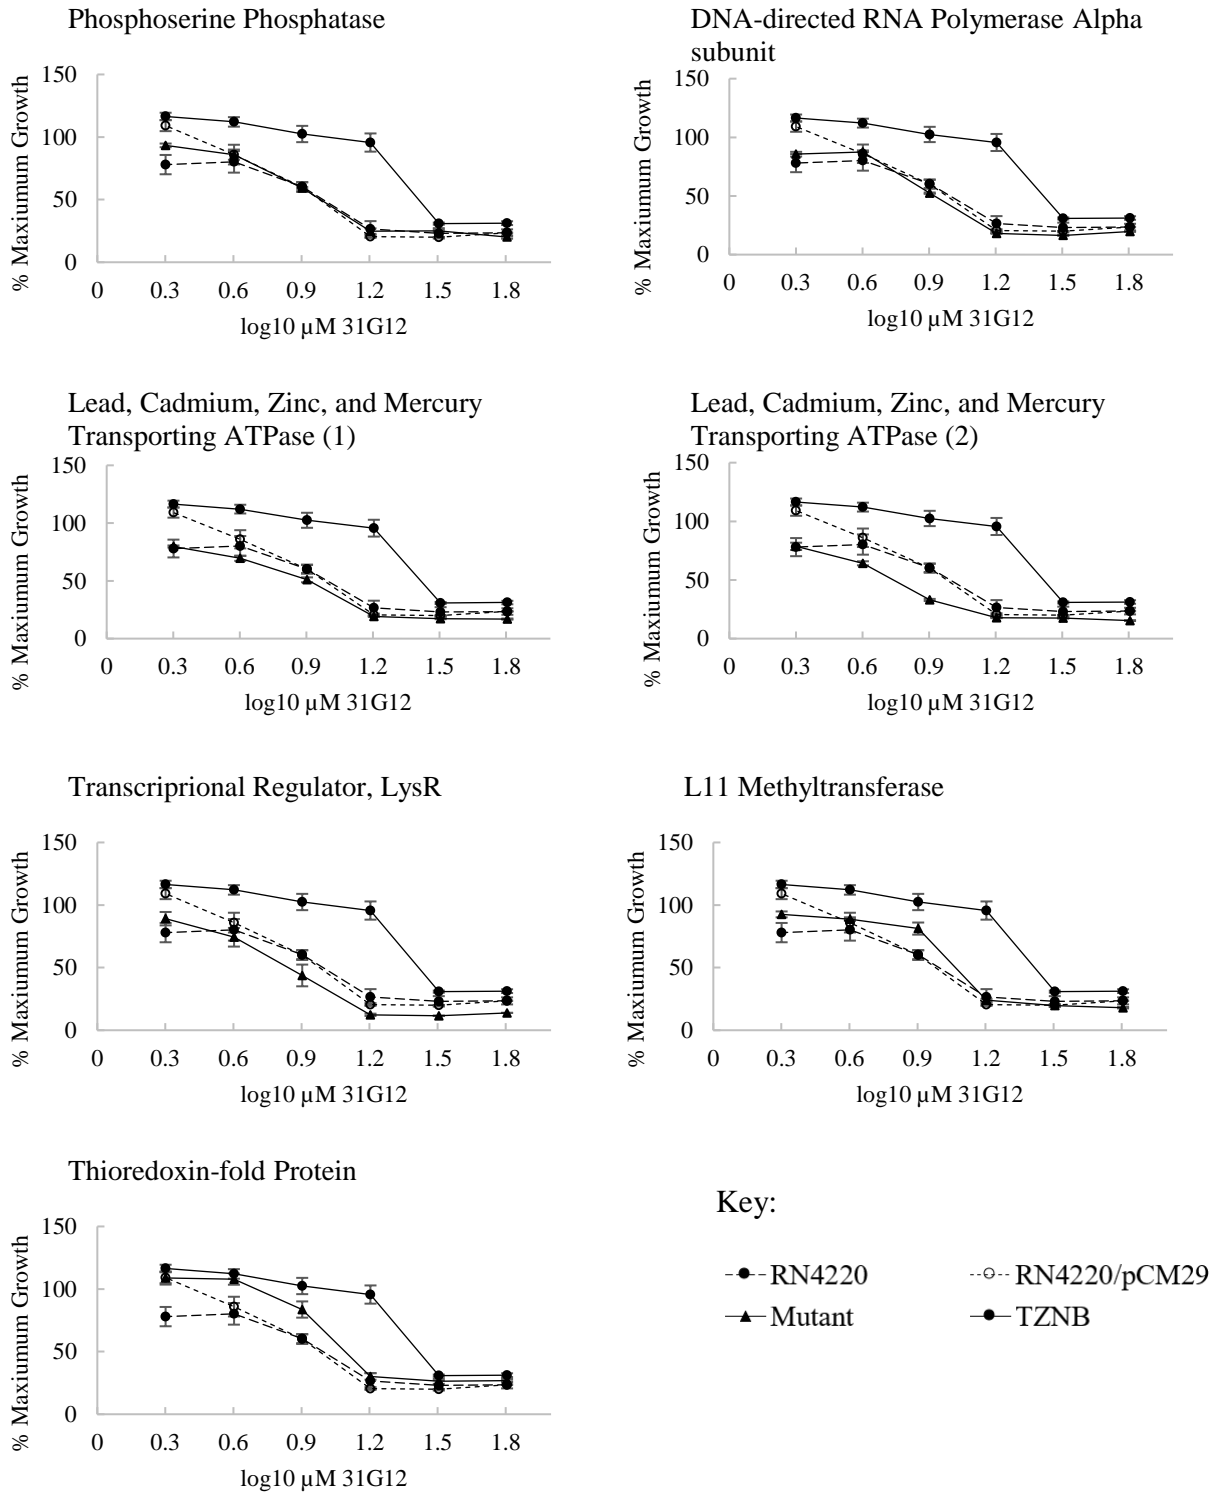 Phosphoserine Phosphatase
% Maxiumum Growth
150
100
50
0
0 0.3 0.6 0.9 1.2 1.5 1.8
log10 µM 31G12
DNA-directed RNA Polymerase Alpha
subunit
% Maxiumum Growth
150
100
50
0
0 0.3 0.6 0.9 1.2 1.5 1.8
log10 µM 31G12
Lead, Cadmium, Zinc, and Mercury
Transporting ATPase (1)
% Maxiumum Growth
150
100
50
0
0 0.3 0.6 0.9 1.2 1.5 1.8
log10 µM 31G12
Lead, Cadmium, Zinc, and Mercury
Transporting ATPase (2)
% Maxiumum Growth
150
100
50
0
0 0.3 0.6 0.9 1.2 1.5 1.8
log10 µM 31G12
Transcriprional Regulator, LysR
% Maxiumum Growth
150
100
50
0
0 0.3 0.6 0.9 1.2 1.5 1.8
log10 µM 31G12
L11 Methyltransferase
% Maxiumum Growth
150
100
50
0
0 0.3 0.6 0.9 1.2 1.5 1.8
log10 µM 31G12
Thioredoxin-fold Protein
% Maxiumum Growth
150
100
50
0
0 0.3 0.6 0.9 1.2 1.5 1.8
log10 µM 31G12
Key:
RN4220 RN4220/pCM29
Mutant TZNB